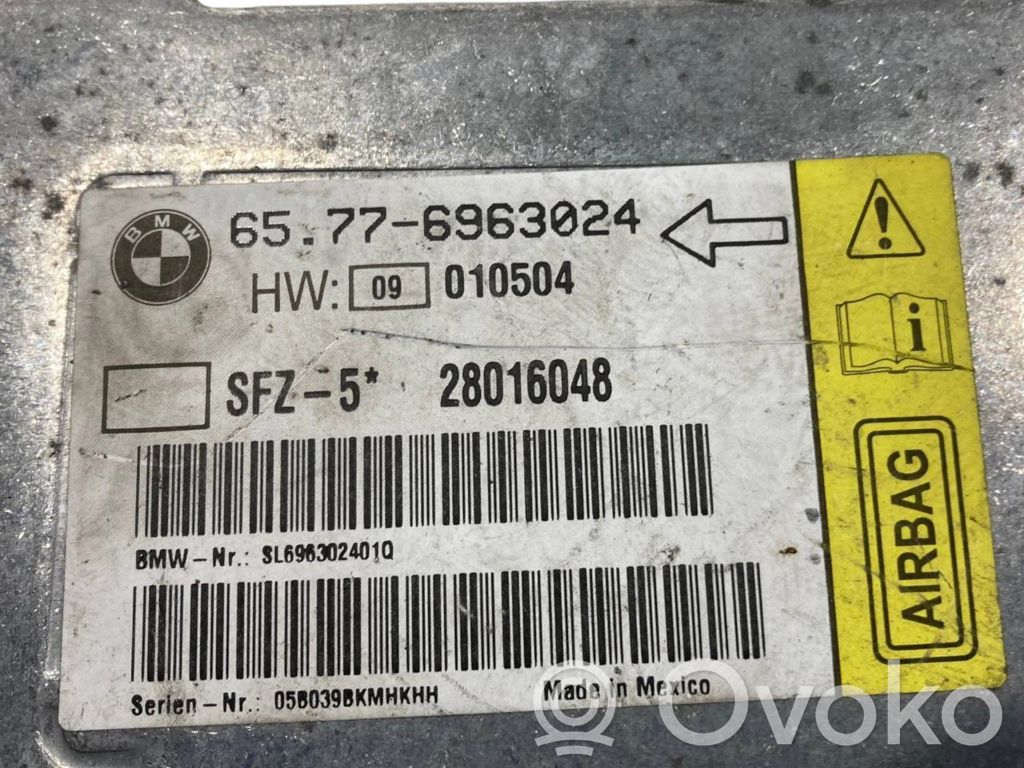 BMW
65.77-6963024
HW: 09 010504
SFZ-5* 28016048
BMW-Nr.: SL696302401Q
Serien-Nr.: 05B039BKMHKHH Made in Mexico
i
AIRBAG
Ovoko